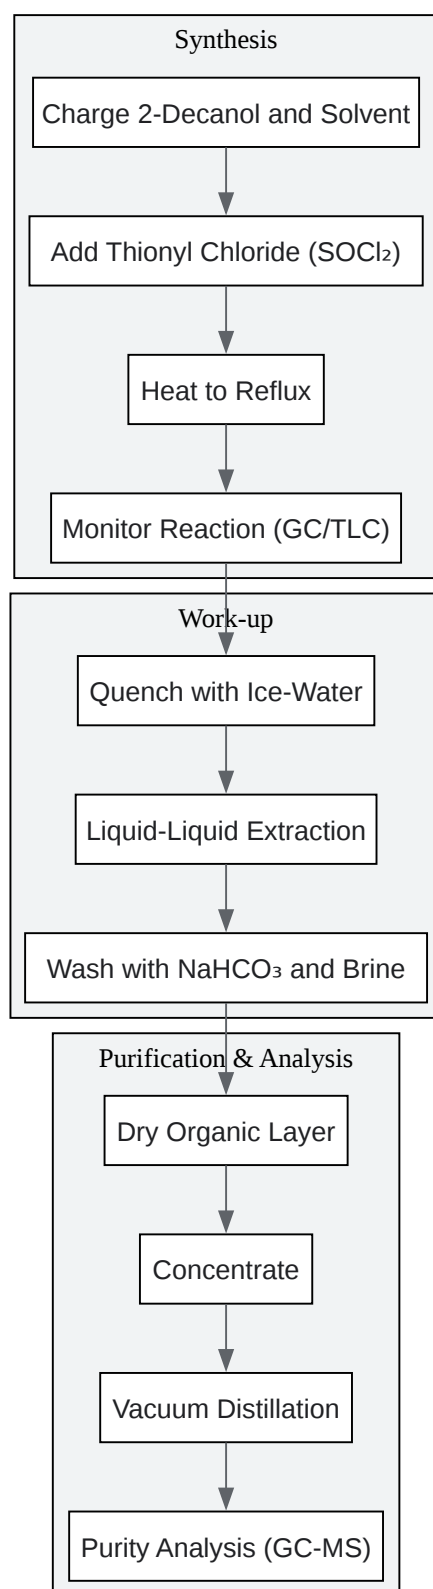 Synthesis
Charge 2-Decanol and Solvent
Add Thionyl Chloride (SOCl₂)
Heat to Reflux
Monitor Reaction (GC/TLC)
Work-up
Quench with Ice-Water
Liquid-Liquid Extraction
Wash with NaHCO₃ and Brine
Purification & Analysis
Dry Organic Layer
Concentrate
Vacuum Distillation
Purity Analysis (GC-MS)